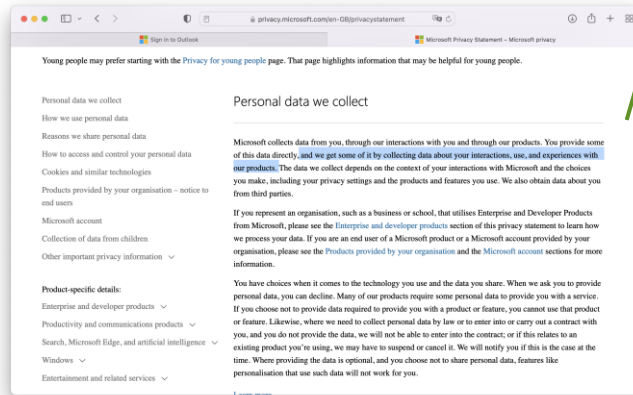 privacy.microsoft.com/en-GB/privacystatement
Sign in to Outlook
Microsoft Privacy Statement – Microsoft privacy
Young people may prefer starting with the Privacy for young people page. That page highlights information that may be helpful for young people.
Personal data we collect
How we use personal data
Reasons we share personal data
How to access and control your personal data
Cookies and similar technologies
Products provided by your organisation – notice to
end users
Microsoft account
Collection of data from children
Other important privacy information
Product-specific details:
Enterprise and developer products
Productivity and communications products
Search, Microsoft Edge, and artificial intelligence
Windows
Entertainment and related services
Personal data we collect
Microsoft collects data from you, through our interactions with you and through our products. You provide some
of this data directly, and we get some of it by collecting data about your interactions, use, and experiences with
our products. The data we collect depends on the context of your interactions with Microsoft and the choices
you make, including your privacy settings and the products and features you use. We also obtain data about you
from third parties.
If you represent an organisation, such as a business or school, that utilises Enterprise and Developer Products
from Microsoft, please see the Enterprise and developer products section of this privacy statement to learn how
we process your data. If you are an end user of a Microsoft product or a Microsoft account provided by your
organisation, please see the Products provided by your organisation and the Microsoft account sections for more
information.
You have choices when it comes to the technology you use and the data you share. When we ask you to provide
personal data, you can decline. Many of our products require some personal data to provide you with a service.
If you choose not to provide data required to provide you with a product or feature, you cannot use that product
or feature. Likewise, where we need to collect personal data by law or to enter into or carry out a contract with
you, and you do not provide the data, we will not be able to enter into the contract; or if this relates to an
existing product you're using, we may have to suspend or cancel it. We will notify you if this is the case at the
time. Where providing the data is optional, and you choose not to share personal data, features like
personalisation that use such data will not work for you.
Learn more